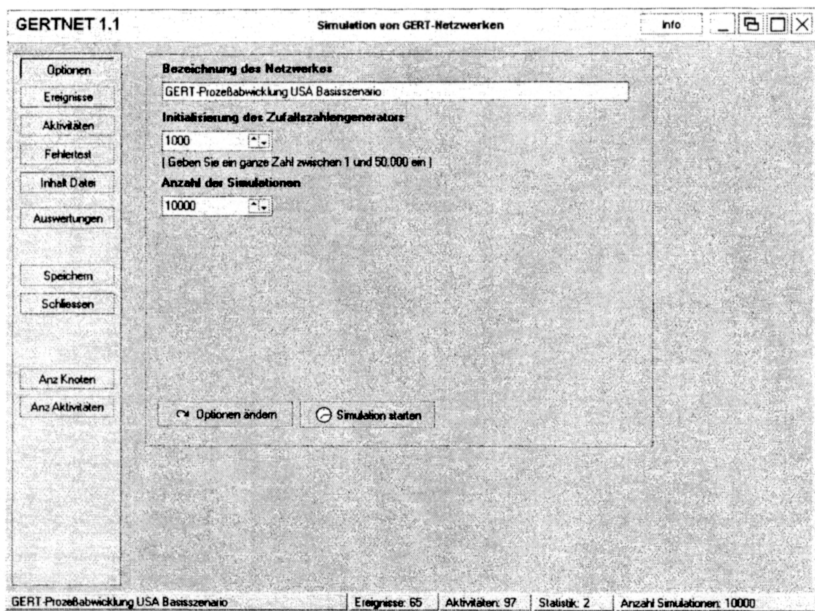 GERTNET 1.1
Simulation von GERT-Netzwerken
Info
Optionen
Ereignisse
Aktivitäten
Fehlertest
Inhalt Datei
Auswertungen
Speichern
Schliessen
Anz Knoten
Anz Aktivitäten
Bezeichnung des Netzwerkes
GERT-Prozeßabwicklung USA Basisszenario
Initialisierung des Zufallszahlengenerators
1000
| Geben Sie ein ganze Zahl zwischen 1 und 50.000 ein |
Anzahl der Simulationen
10000
Optionen ändern
Simulation starten
GERT-Prozeßabwicklung USA Basisszenario
Ereignisse: 65
Aktivitäten: 97
Statistik: 2
Anzahl Simulationen: 10000